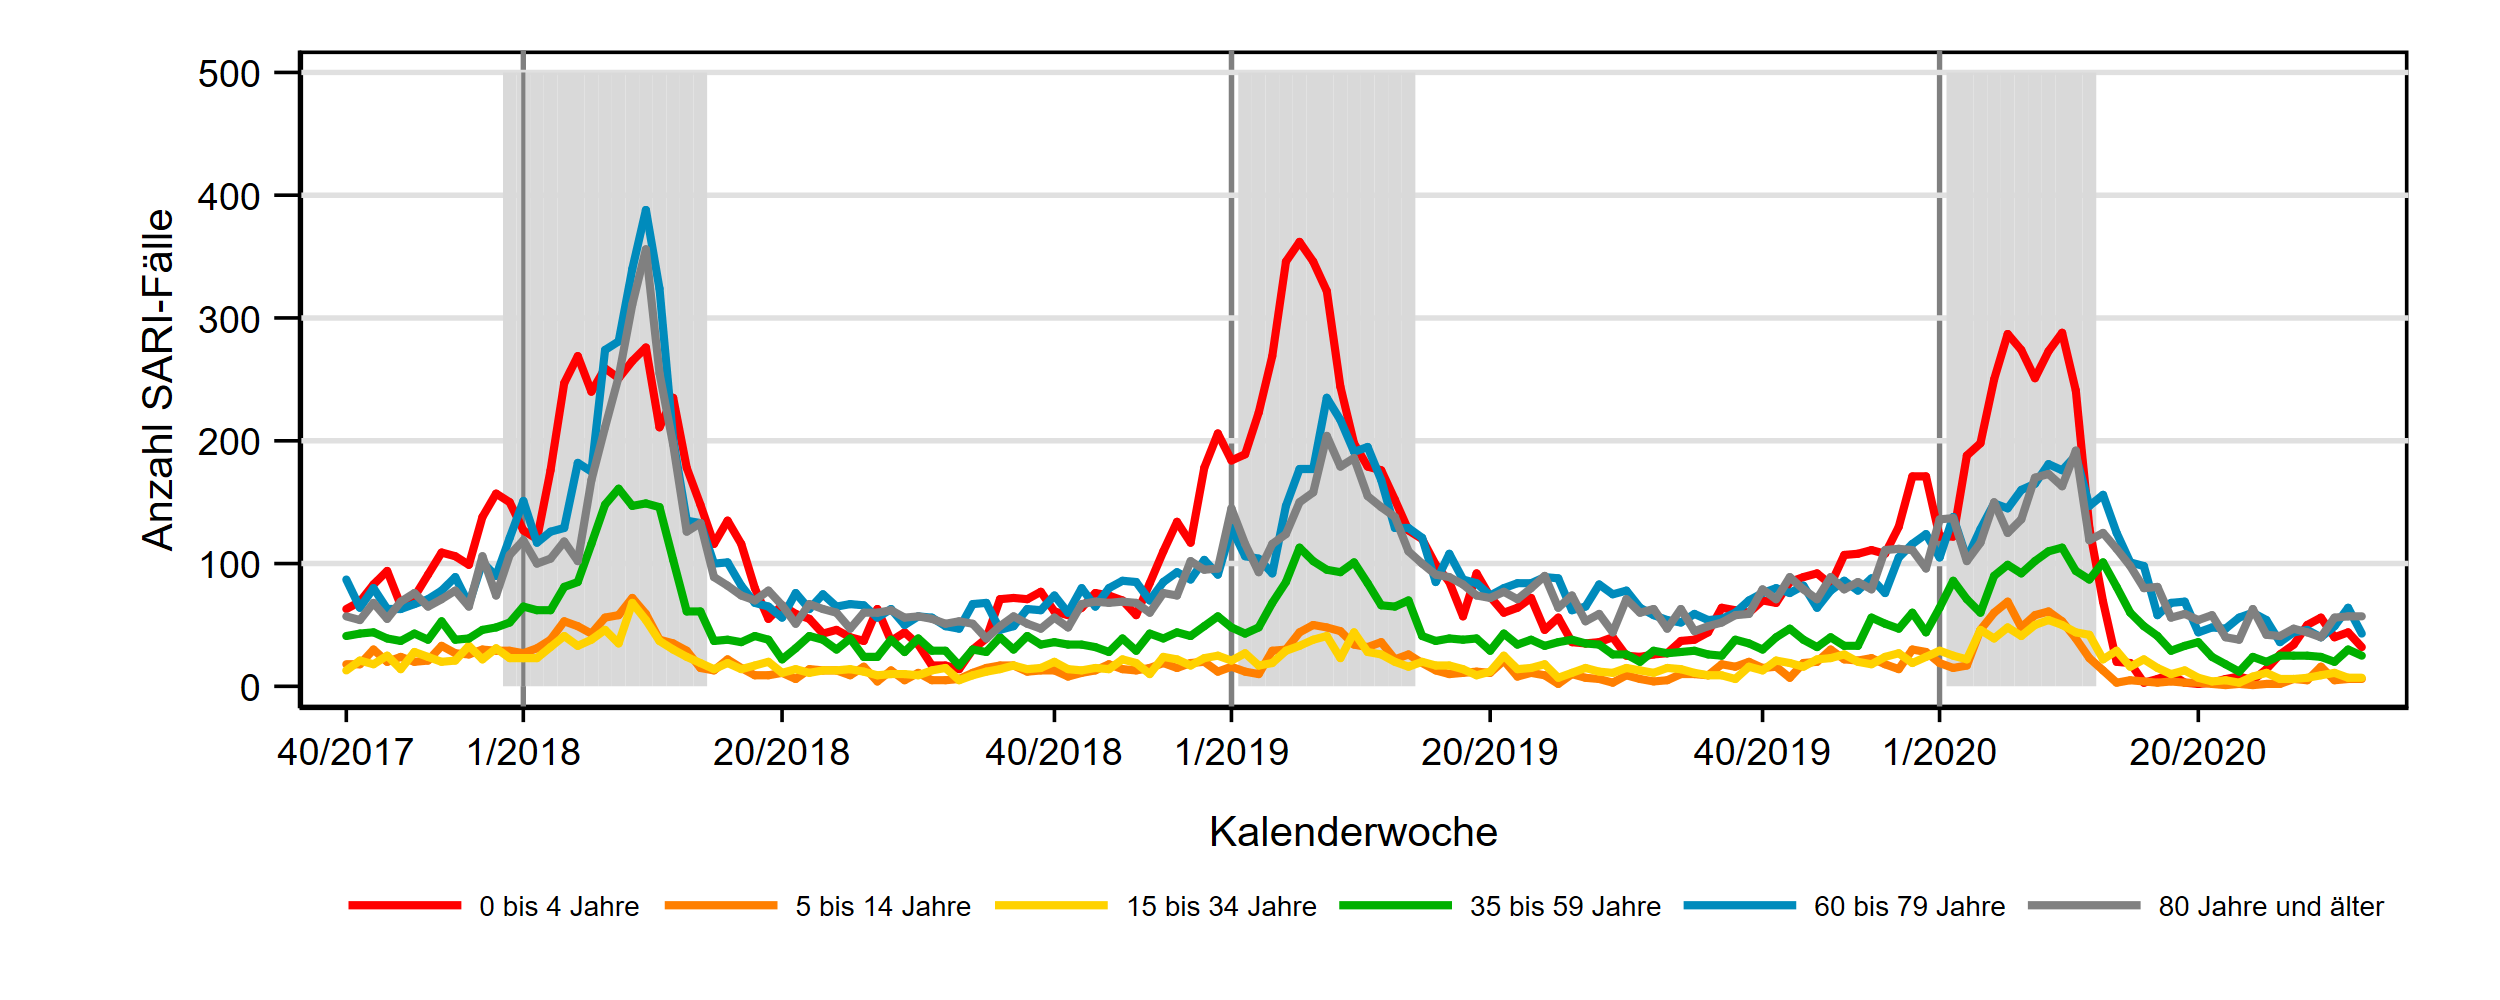 500
400
300
200
100
0
Anzahl SARI-Fälle
40/2017 1/2018 20/2018 40/2018 1/2019 20/2019 40/2019 1/2020 20/2020
Kalenderwoche
0 bis 4 Jahre 5 bis 14 Jahre 15 bis 34 Jahre 35 bis 59 Jahre 60 bis 79 Jahre 80 Jahre und älter